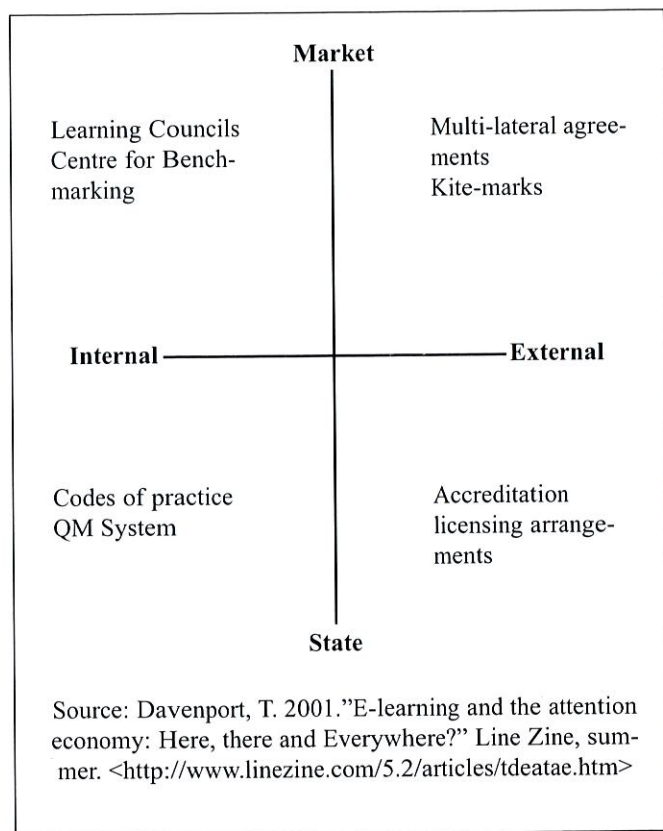 Market
Learning Councils
Centre for Bench-
marking
Multi-lateral agree-
ments
Kite-marks
Internal
External
Codes of practice
QM System
Accreditation
licensing arrange-
ments
State
Source: Davenport, T. 2001.”E-learning and the attention
economy: Here, there and Everywhere?” Line Zine, sum-
mer. <http://www.linezine.com/5.2/articles/tdeatae.htm>